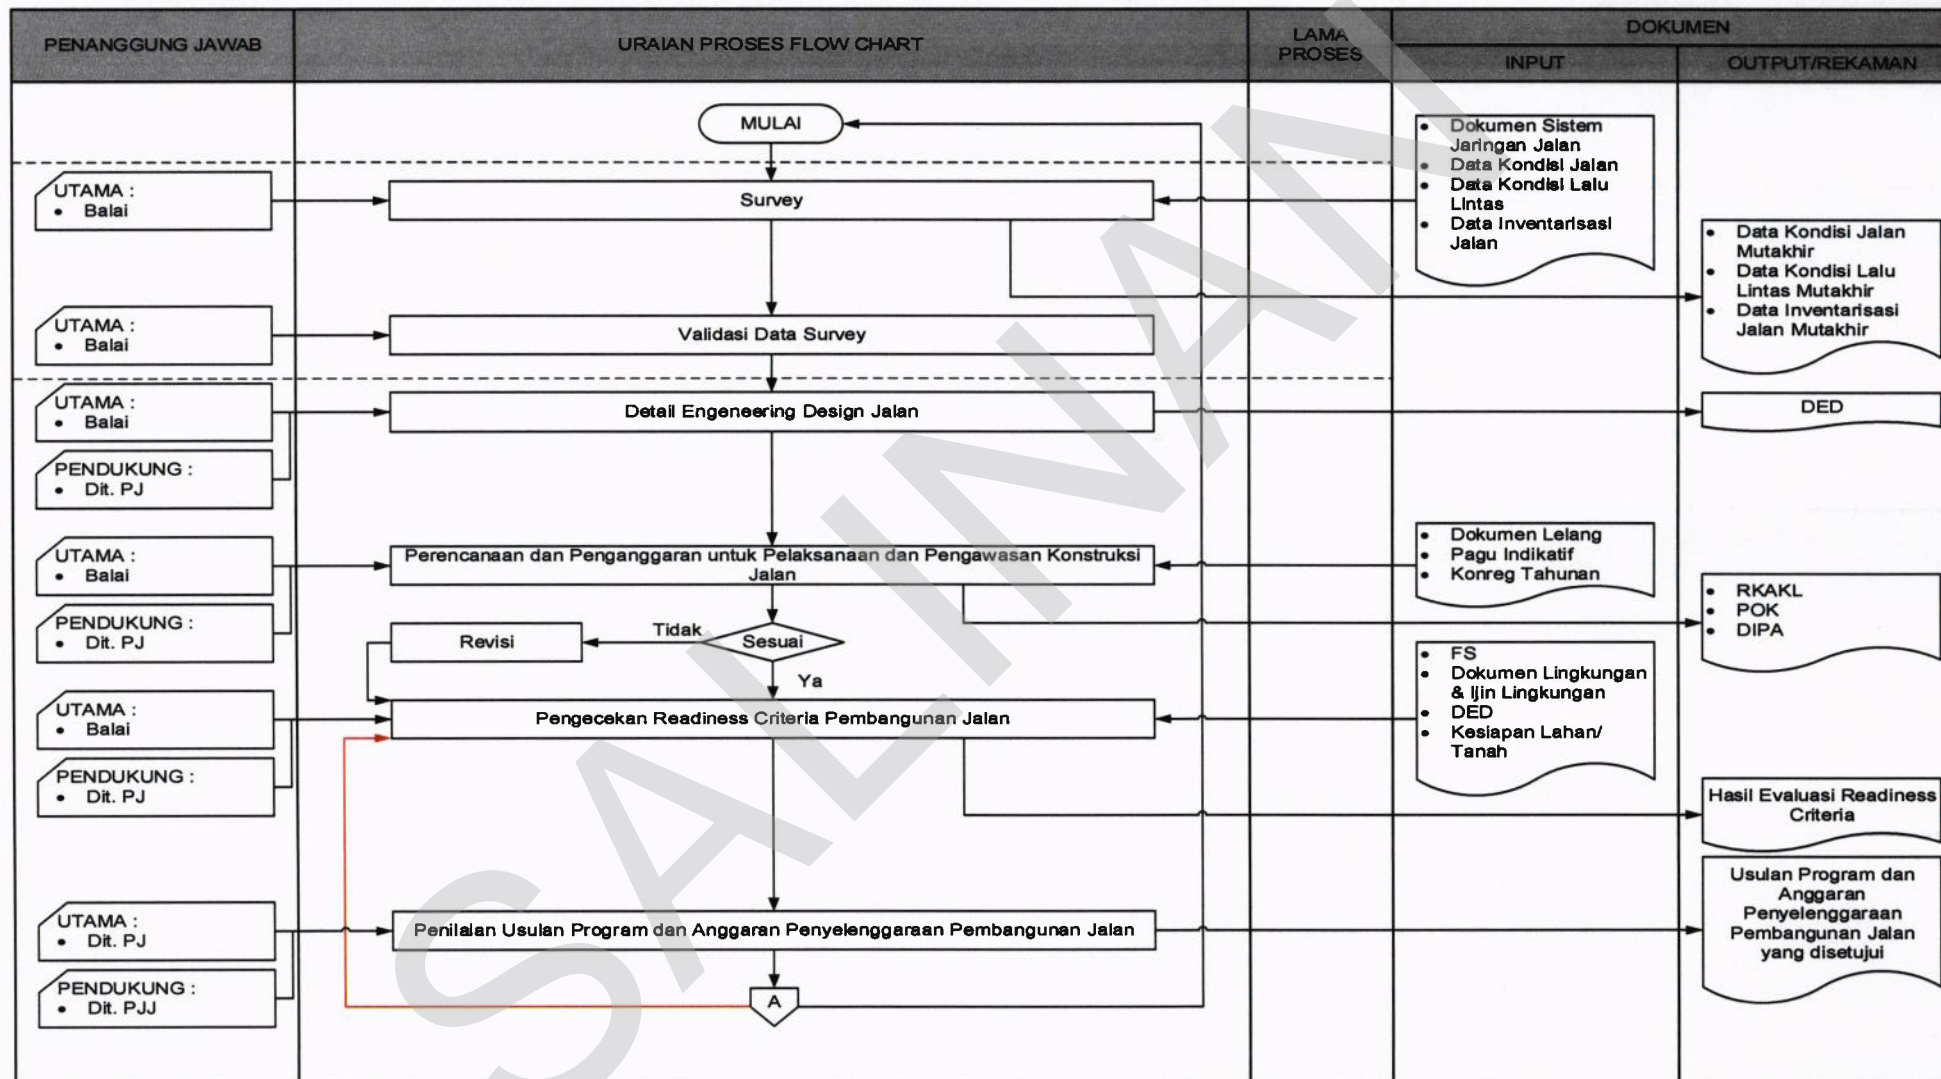 PENANGGUNG JAWAB
URAIAN PROSES FLOW CHART
LAMA
PROSES
DOKUMEN
INPUT
OUTPUT/REKAMAN
MULAI
• Dokumen Sistem
Jaringan Jalan
• Data Kondisi Jalan
• Data Kondisi Lalu
Lintas
• Data Inventarisasi
Jalan
UTAMA :
• Balai
Survey
• Data Kondisi Jalan
Mutakhir
• Data Kondisi Lalu
Lintas Mutakhir
• Data Inventarisasi
Jalan Mutakhir
UTAMA :
• Balai
Validasi Data Survey
UTAMA :
• Balai
Detail Engeneering Design Jalan
DED
PENDUKUNG :
• Dit. PJ
UTAMA :
• Balai
Perencanaan dan Penganggaran untuk Pelaksanaan dan Pengawasan Konstruksi
Jalan
• Dokumen Lelang
• Pagu Indikatif
• Konreg Tahunan
• RKAKL
• POK
• DIPA
PENDUKUNG :
• Dit. PJ
Revisi
Tidak
Sesuai
Ya
• FS
• Dokumen Lingkungan
& Ijin Lingkungan
• DED
• Kesiapan Lahan/
Tanah
UTAMA :
• Balai
Pengecekan Readiness Criteria Pembangunan Jalan
PENDUKUNG :
• Dit. PJ
Hasil Evaluasi Readiness
Criteria
UTAMA :
• Dit. PJ
Penilaian Usulan Program dan Anggaran Penyelenggaraan Pembangunan Jalan
Usulan Program dan
Anggaran
Penyelenggaraan
Pembangunan Jalan
yang disetujui
PENDUKUNG :
• Dit. PJJ
A
SALINAN